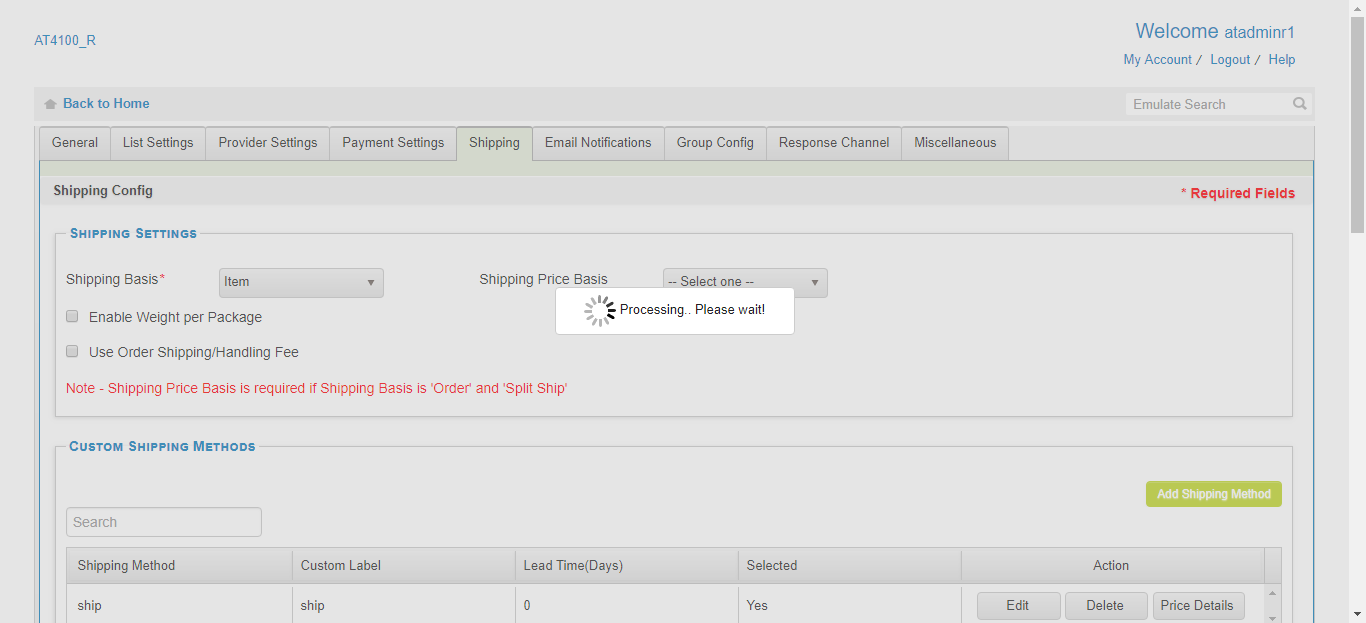 AT4100_R
Welcome atadminr1
My Account / Logout / Help
Back to Home
Emulate Search
General List Settings Provider Settings Payment Settings Shipping Email Notifications Group Config Response Channel Miscellaneous
Shipping Config
* Required Fields
Shipping Settings
Shipping Basis* Item Shipping Price Basis -- Select one --
Processing.. Please wait!
Enable Weight per Package
Use Order Shipping/Handling Fee
Note - Shipping Price Basis is required if Shipping Basis is 'Order' and 'Split Ship'
Custom Shipping Methods
Add Shipping Method
Search
Shipping Method Custom Label Lead Time(Days) Selected Action
ship ship 0 Yes Edit Delete Price Details